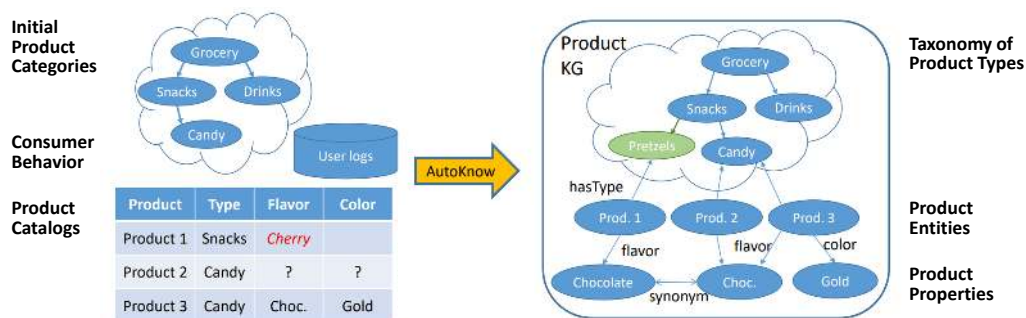 Initial
Product
Categories
Grocery
Snacks
Drinks
Candy
Consumer
Behavior
User logs
Product
Catalogs
Product Type Flavor Color
Product 1 Snacks Cherry
Product 2 Candy ? ?
Product 3 Candy Choc. Gold
AutoKnow
Product
KG
Grocery
Snacks
Drinks
Pretzels
Candy
hasType
Prod. 1
Prod. 2
Prod. 3
flavor
flavor
color
Chocolate
synonym
Choc.
Gold
Taxonomy of
Product Types
Product
Entities
Product
Properties